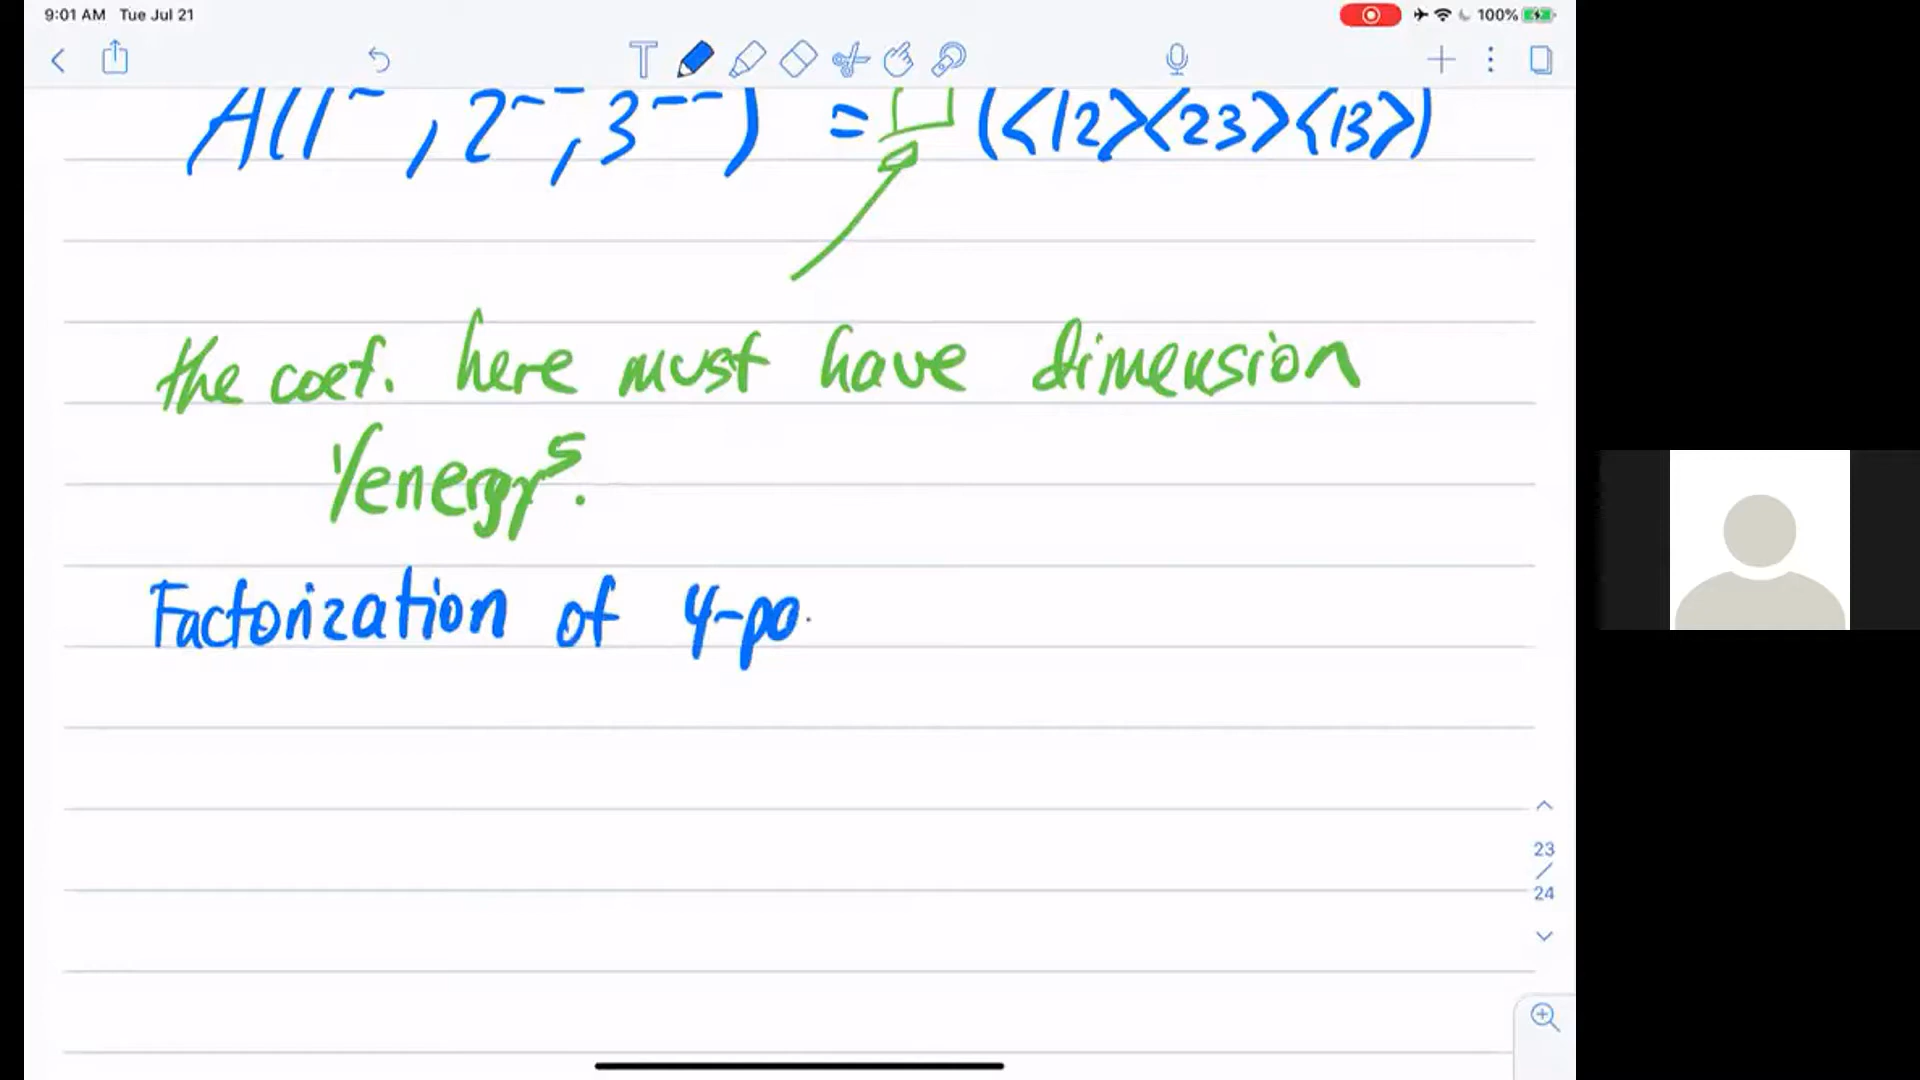 9:01 AM Tue Jul 21 100%
A(1⁻⁻, 2⁻⁻, 3⁻⁻) = □ (<12><23><13>)
the coef. here must have dimension
1/energy⁵.
Factorization of 4-po
23
/
24